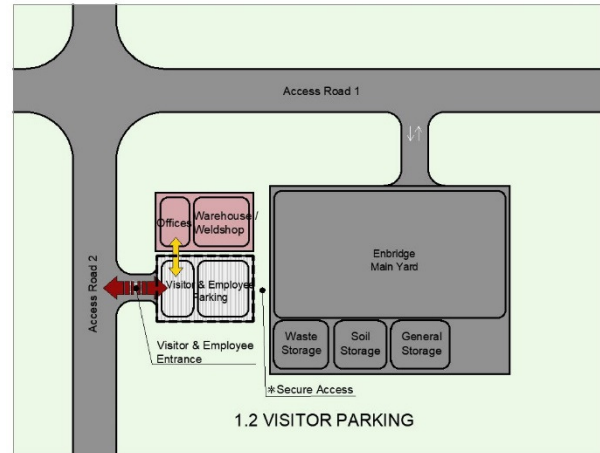 Access Road 1
Offices
Warehouse /
Weldshop
Enbridge
Main Yard
Access Road 2
Visitor & Employee
Parking
Waste
Storage
Soil
Storage
General
Storage
Visitor & Employee
Entrance
*Secure Access
1.2 VISITOR PARKING